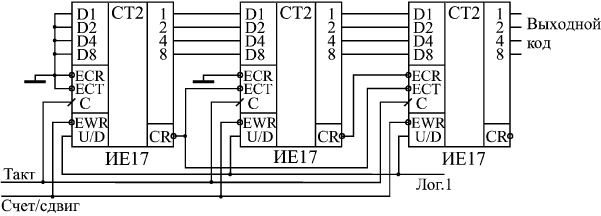 D1 CT2 1 D1 CT2 1 D1 CT2 1
D2 2 D2 2 D2 2 Выходной
D4 4 D4 4 D4 4 код
D8 8 D8 8 D8 8
ECR ECR ECR
ECT ECT ECT
C C C
EWR EWR EWR
U/D CR U/D CR U/D CR
ИЕ17 ИЕ17 ИЕ17
Такт
Лог.1
Счет/сдвиг